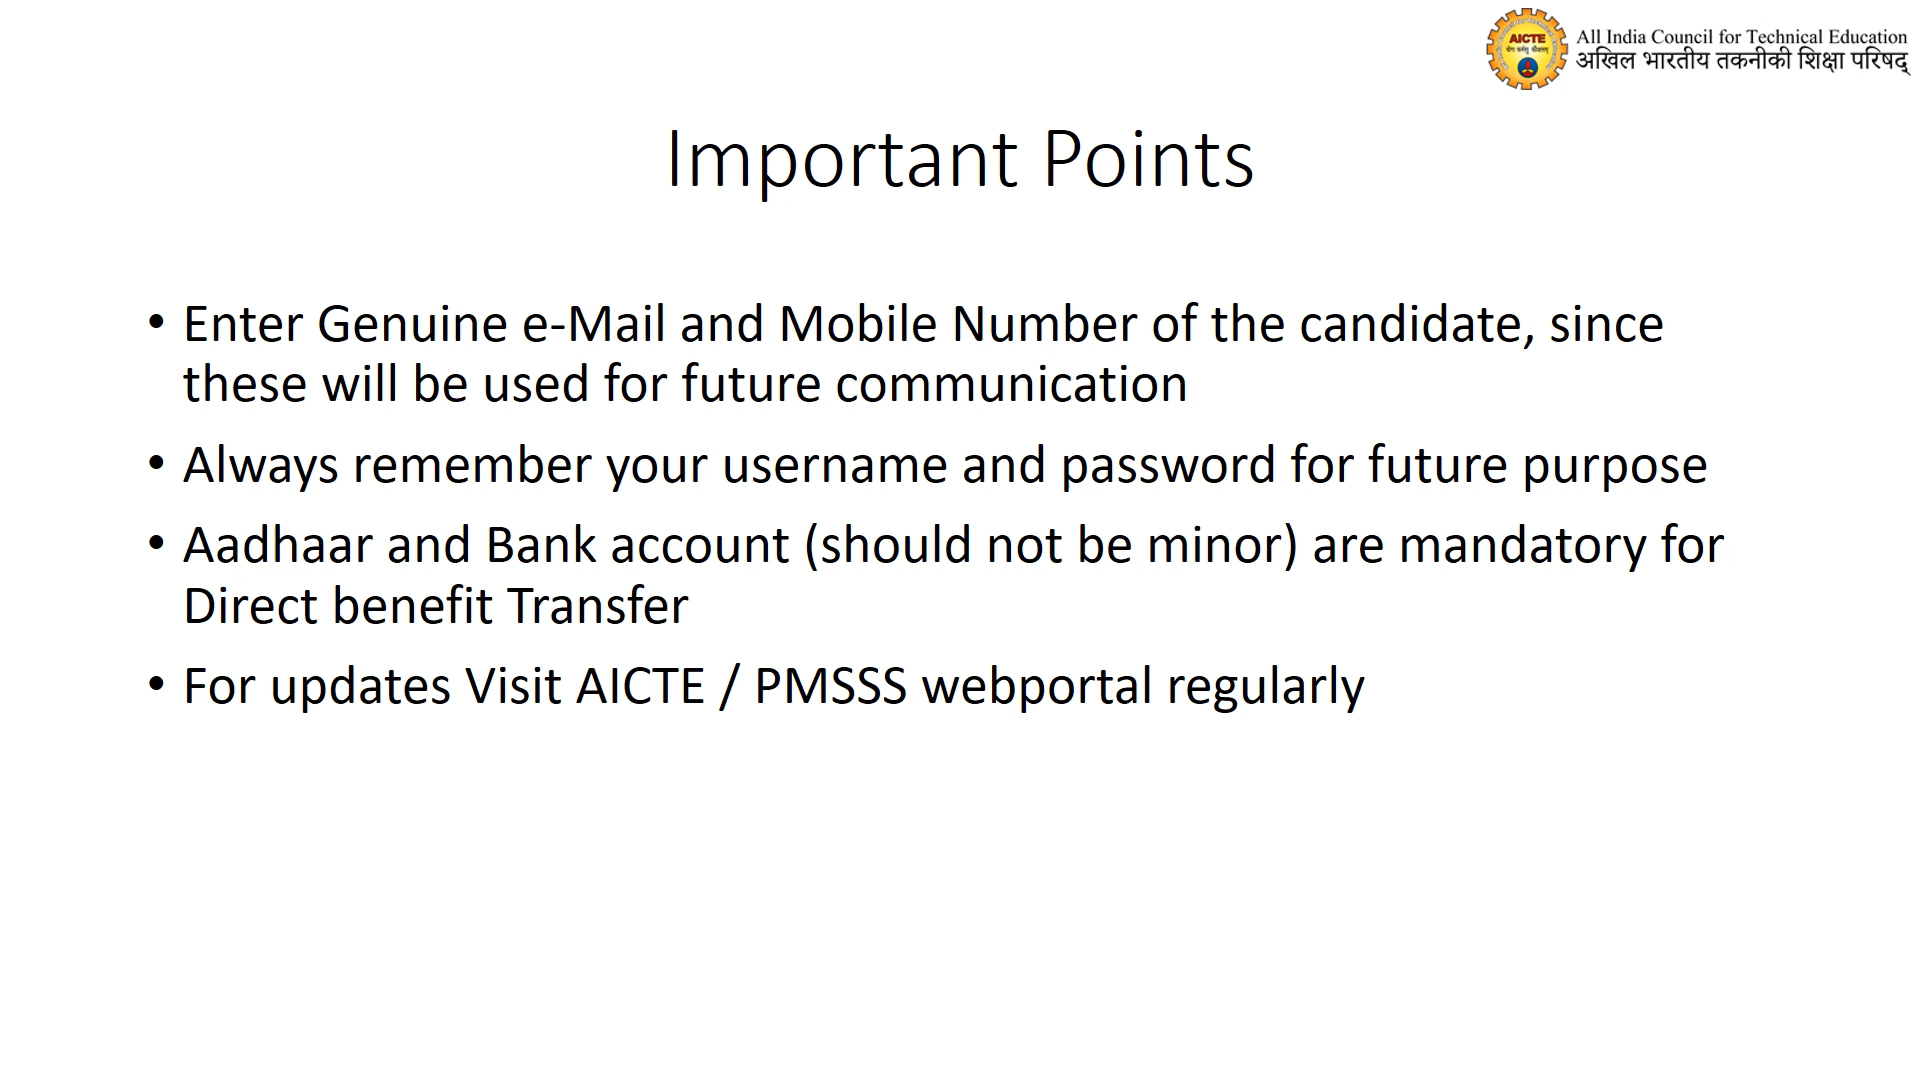 AICTE
All India Council for Technical Education
अखिल भारतीय तकनीकी शिक्षा परिषद्
Important Points
• Enter Genuine e-Mail and Mobile Number of the candidate, since
these will be used for future communication
• Always remember your username and password for future purpose
• Aadhaar and Bank account (should not be minor) are mandatory for
Direct benefit Transfer
• For updates Visit AICTE / PMSSS webportal regularly